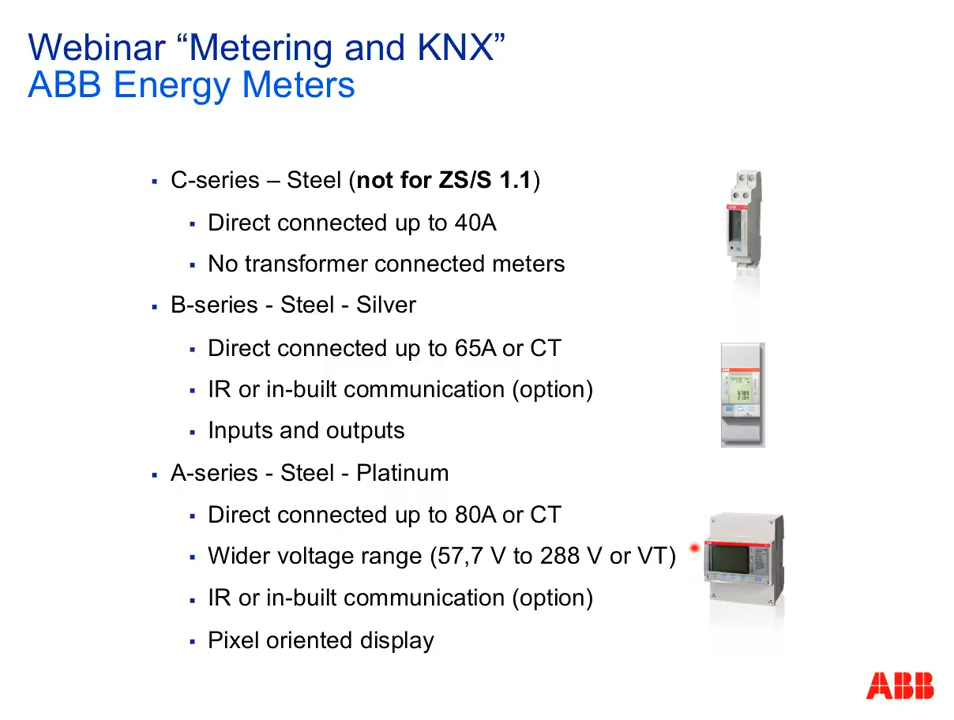 Webinar “Metering and KNX”
ABB Energy Meters
▪ C-series – Steel (not for ZS/S 1.1)
▪ Direct connected up to 40A
▪ No transformer connected meters
▪ B-series - Steel - Silver
▪ Direct connected up to 65A or CT
▪ IR or in-built communication (option)
▪ Inputs and outputs
▪ A-series - Steel - Platinum
▪ Direct connected up to 80A or CT
▪ Wider voltage range (57,7 V to 288 V or VT)
▪ IR or in-built communication (option)
▪ Pixel oriented display
ABB